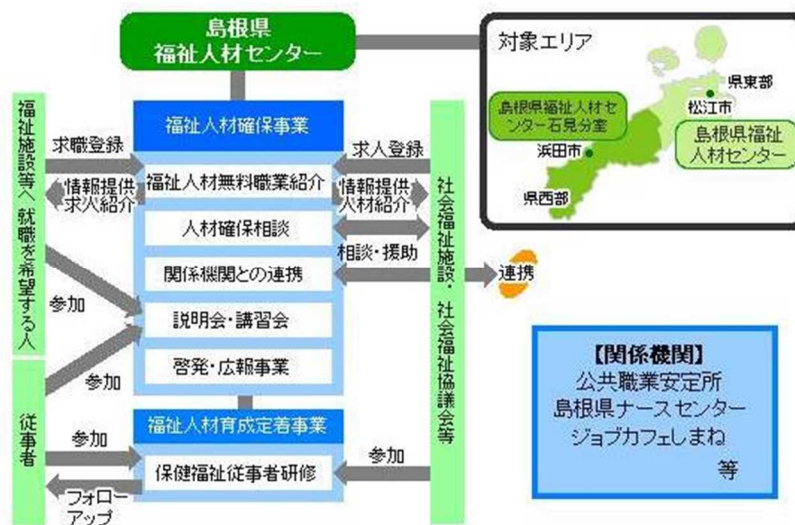 島根県
福祉人材センター
対象エリア
県東部
松江市
島根県福祉人材セ
ンター石見分室
島根県福祉
人材センター
浜田市
県西部
福祉施設等へ就職を希望する人
従事者
求職登録
情報提供
求人紹介
参加
参加
参加
フォロー
アップ
福祉人材確保事業
福祉人材無料職業紹介
人材確保相談
関係機関との連携
説明会・講習会
啓発・広報事業
福祉人材育成定着事業
保健福祉従事者研修
求人登録
情報提供
人材紹介
相談・援助
参加
社会福祉施設・社会福祉協議会等
連携
【関係機関】
公共職業安定所
島根県ナースセンター
ジョブカフェしまね
等